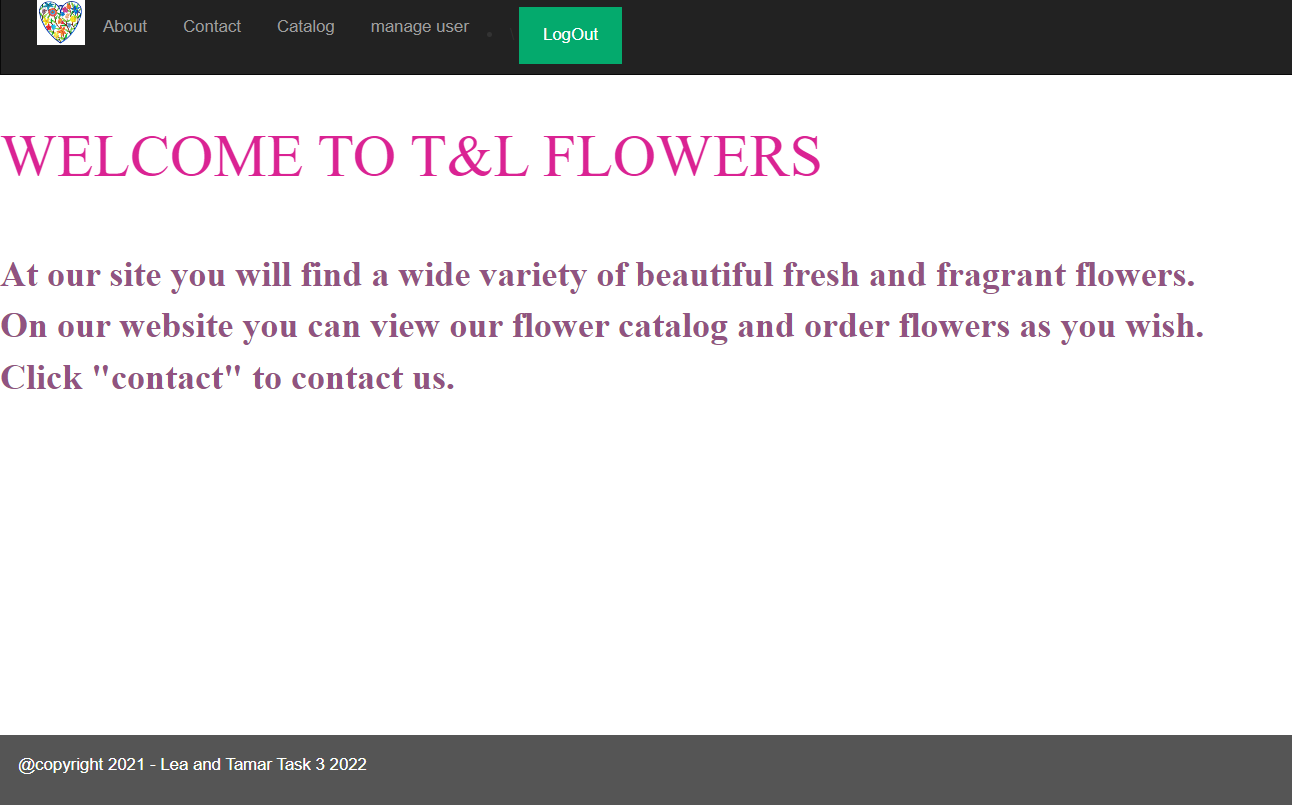 About Contact Catalog manage user LogOut
WELCOME TO T&L FLOWERS
At our site you will find a wide variety of beautiful fresh and fragrant flowers.
On our website you can view our flower catalog and order flowers as you wish.
Click "contact" to contact us.
@copyright 2021 - Lea and Tamar Task 3 2022